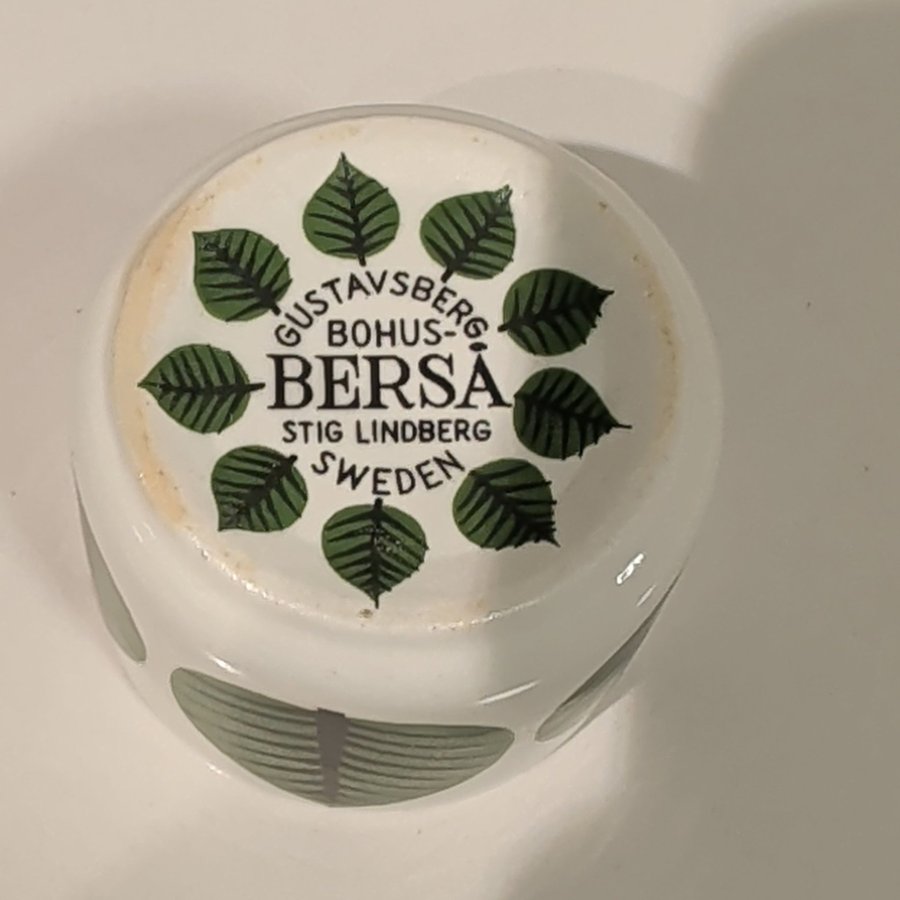 GUSTAVSBERG
BOHUS-
BERSÅ
STIG LINDBERG
SWEDEN